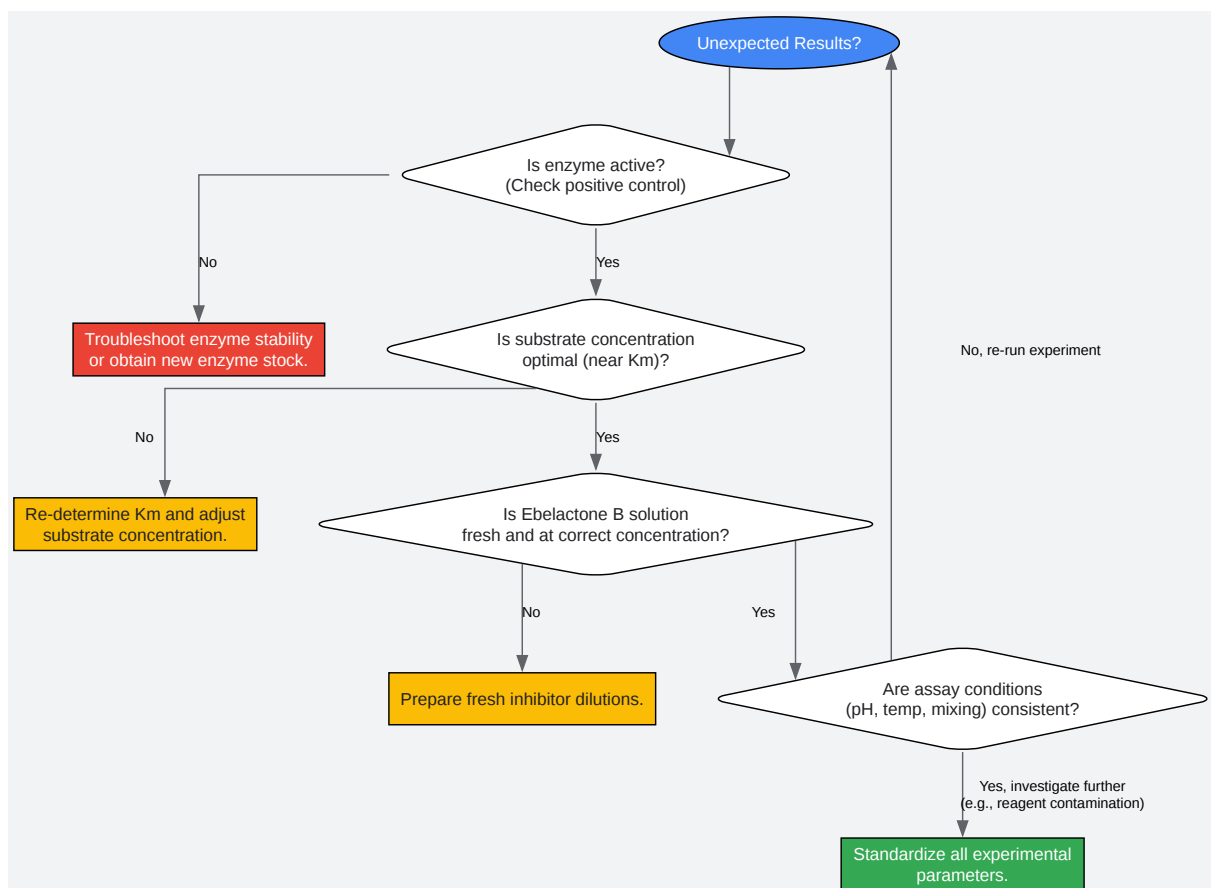 Unexpected Results?
Is enzyme active?
(Check positive control)
No
Yes
Troubleshoot enzyme stability
or obtain new enzyme stock.
Is substrate concentration
optimal (near Km)?
No, re-run experiment
No
Yes
Re-determine Km and adjust
substrate concentration.
Is Ebelactone B solution
fresh and at correct concentration?
No
Yes
Prepare fresh inhibitor dilutions.
Are assay conditions
(pH, temp, mixing) consistent?
Yes, investigate further
(e.g., reagent contamination)
Standardize all experimental
parameters.